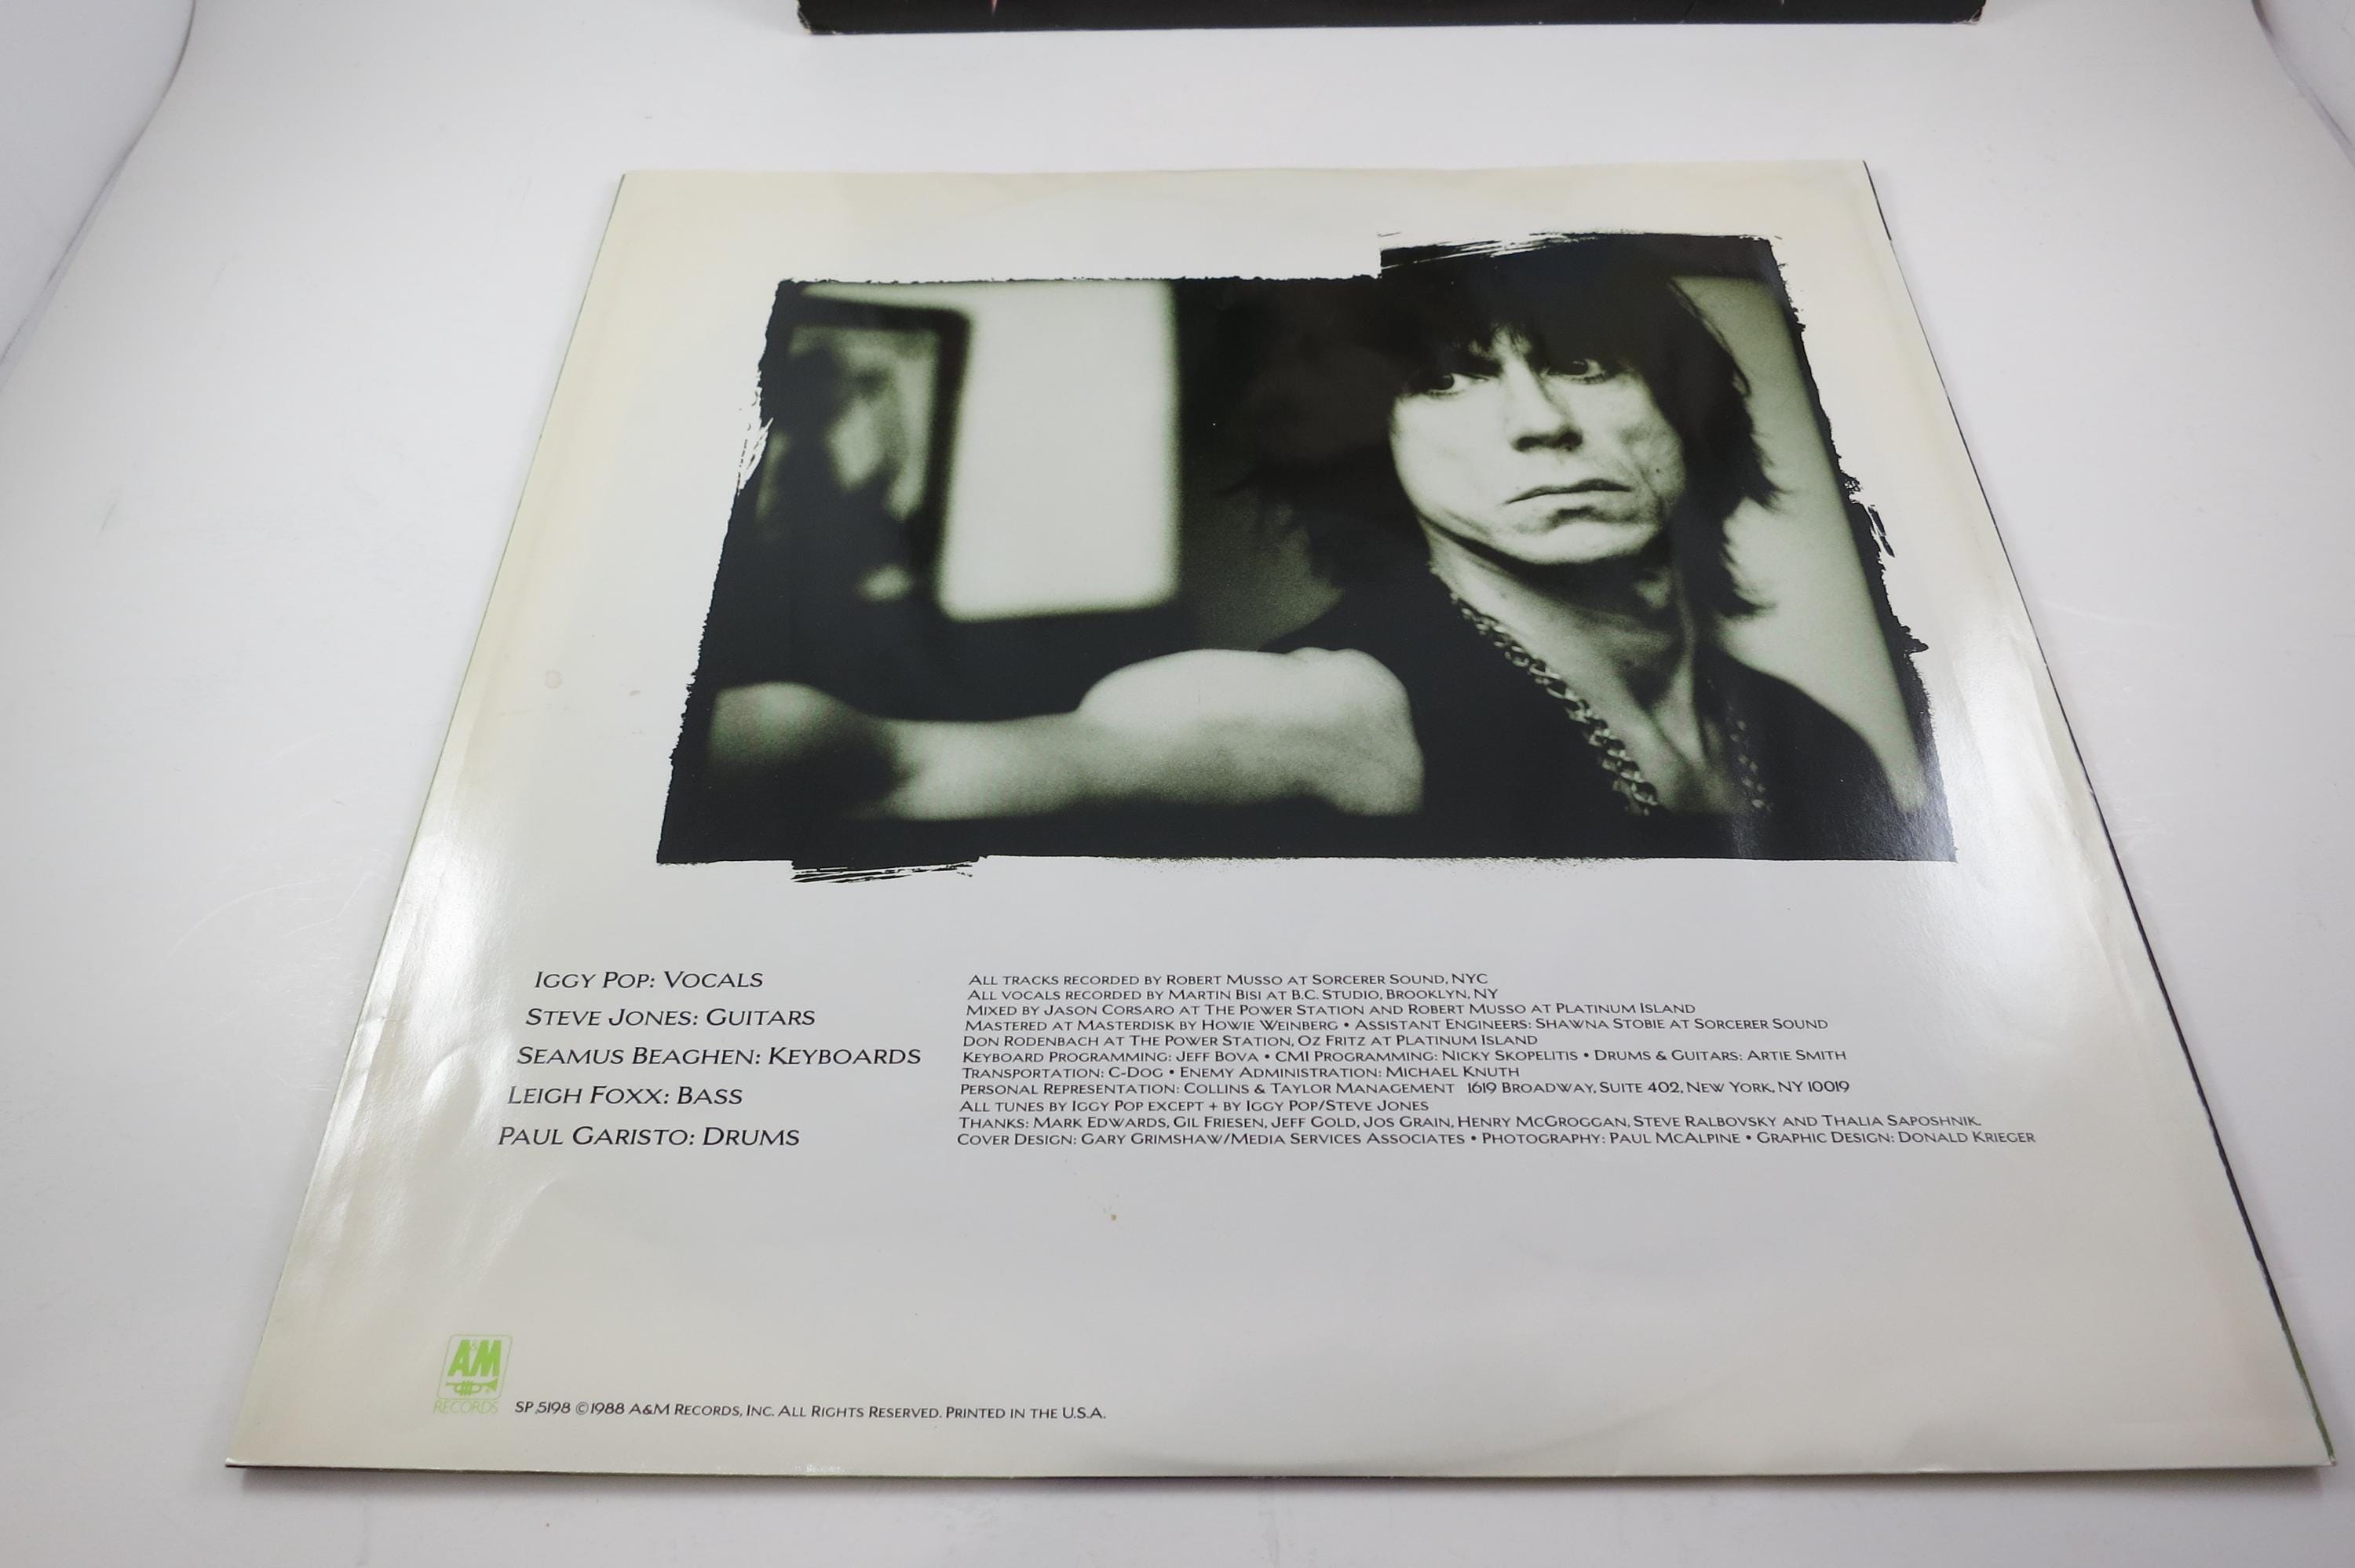 IGGY POP: VOCALS
STEVE JONES: GUITARS
SEAMUS BEAGHEN: KEYBOARDS
LEIGH FOXX: BASS
PAUL GARISTO: DRUMS
ALL TRACKS RECORDED BY ROBERT MUSSO AT SORCERER SOUND, NYC
ALL VOCALS RECORDED BY MARTIN BISI AT B.C. STUDIO, BROOKLYN, NY
MIXED BY JASON CORSARO AT THE POWER STATION AND ROBERT MUSSO AT PLATINUM ISLAND
MASTERED AT MASTERDISK BY HOWIE WEINBERG • ASSISTANT ENGINEERS: SHAWNA STOBIE AT SORCERER SOUND
DON RODENBACH AT THE POWER STATION, OZ FRITZ AT PLATINUM ISLAND
KEYBOARD PROGRAMMING: JEFF BOVA • CMI PROGRAMMING: NICKY SKOPELITIS • DRUMS & GUITARS: ARTIE SMITH
TRANSPORTATION: C-DOG • ENEMY ADMINISTRATION: MICHAEL KNUTH
PERSONAL REPRESENTATION: COLLINS & TAYLOR MANAGEMENT 1619 BROADWAY, SUITE 402, NEW YORK, NY 10019
ALL TUNES BY IGGY POP EXCEPT + BY IGGY POP/STEVE JONES
THANKS: MARK EDWARDS, GIL FRIESEN, JEFF GOLD, JOS GRAIN, HENRY MCGROGGAN, STEVE RALBOVSKY AND THALIA SAPOSHNIK.
COVER DESIGN: GARY GRIMSHAW/MEDIA SERVICES ASSOCIATES • PHOTOGRAPHY: PAUL MCALPINE • GRAPHIC DESIGN: DONALD KRIEGER
A&M
RECORDS
SP 5198 ©1988 A&M RECORDS, INC. ALL RIGHTS RESERVED. PRINTED IN THE U.S.A.